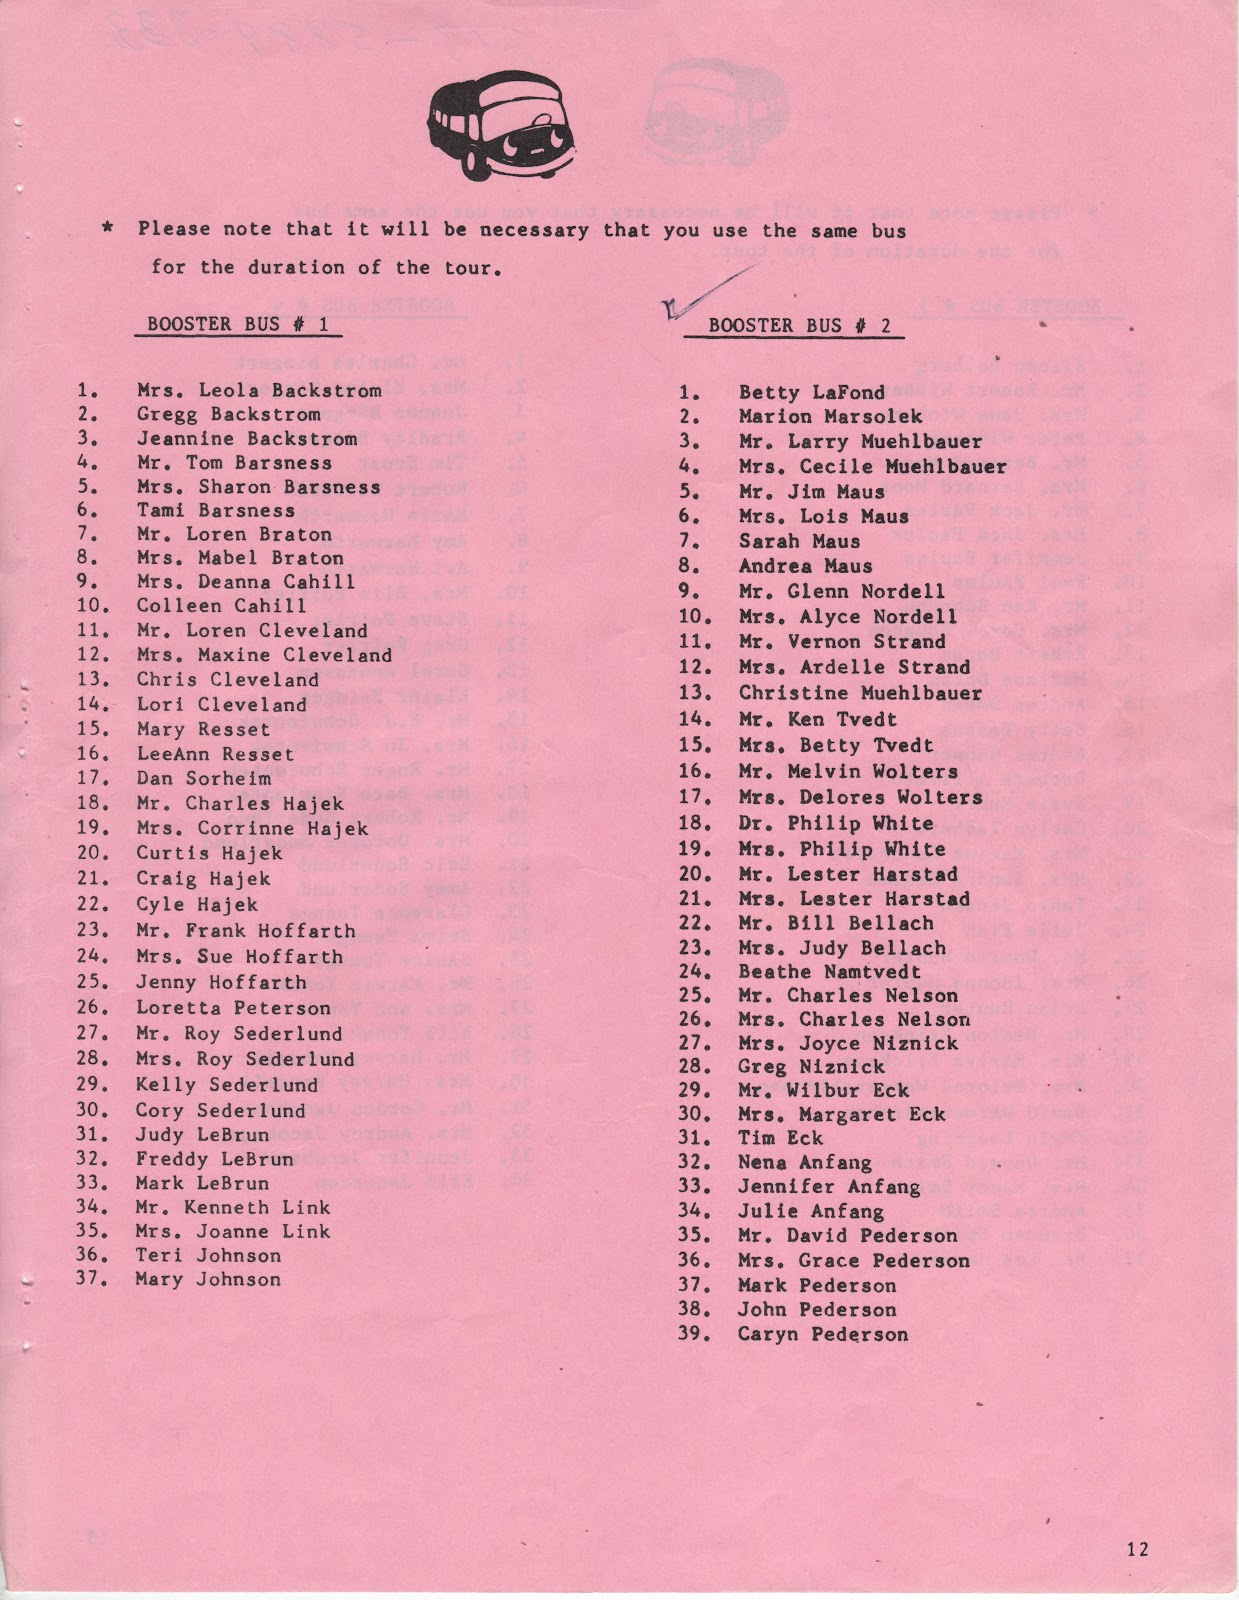 * Please note that it will be necessary that you use the same bus
for the duration of the tour.
BOOSTER BUS # 1
1. Mrs. Leola Backstrom
2. Gregg Backstrom
3. Jeannine Backstrom
4. Mr. Tom Barsness
5. Mrs. Sharon Barsness
6. Tami Barsness
7. Mr. Loren Braton
8. Mrs. Mabel Braton
9. Mrs. Deanna Cahill
10. Colleen Cahill
11. Mr. Loren Cleveland
12. Mrs. Maxine Cleveland
13. Chris Cleveland
14. Lori Cleveland
15. Mary Resset
16. LeeAnn Resset
17. Dan Sorheim
18. Mr. Charles Hajek
19. Mrs. Corrinne Hajek
20. Curtis Hajek
21. Craig Hajek
22. Cyle Hajek
23. Mr. Frank Hoffarth
24. Mrs. Sue Hoffarth
25. Jenny Hoffarth
26. Loretta Peterson
27. Mr. Roy Sederlund
28. Mrs. Roy Sederlund
29. Kelly Sederlund
30. Cory Sederlund
31. Judy LeBrun
32. Freddy LeBrun
33. Mark LeBrun
34. Mr. Kenneth Link
35. Mrs. Joanne Link
36. Teri Johnson
37. Mary Johnson
BOOSTER BUS # 2
1. Betty LaFond
2. Marion Marsolek
3. Mr. Larry Muehlbauer
4. Mrs. Cecile Muehlbauer
5. Mr. Jim Maus
6. Mrs. Lois Maus
7. Sarah Maus
8. Andrea Maus
9. Mr. Glenn Nordell
10. Mrs. Alyce Nordell
11. Mr. Vernon Strand
12. Mrs. Ardelle Strand
13. Christine Muehlbauer
14. Mr. Ken Tvedt
15. Mrs. Betty Tvedt
16. Mr. Melvin Wolters
17. Mrs. Delores Wolters
18. Dr. Philip White
19. Mrs. Philip White
20. Mr. Lester Harstad
21. Mrs. Lester Harstad
22. Mr. Bill Bellach
23. Mrs. Judy Bellach
24. Beathe Namtvedt
25. Mr. Charles Nelson
26. Mrs. Charles Nelson
27. Mrs. Joyce Niznick
28. Greg Niznick
29. Mr. Wilbur Eck
30. Mrs. Margaret Eck
31. Tim Eck
32. Nena Anfang
33. Jennifer Anfang
34. Julie Anfang
35. Mr. David Pederson
36. Mrs. Grace Pederson
37. Mark Pederson
38. John Pederson
39. Caryn Pederson
12